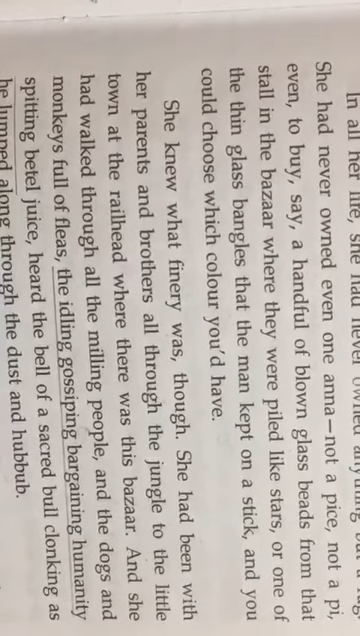 In all her life, she had never owned anything but a rag
She had never owned even one anna—not a pice, not a pi,
even, to buy, say, a handful of blown glass beads from that
stall in the bazaar where they were piled like stars, or one of
the thin glass bangles that the man kept on a stick, and you
could choose which colour you'd have.
She knew what finery was, though. She had been with
her parents and brothers all through the jungle to the little
town at the railhead where there was this bazaar. And she
had walked through all the milling people, and the dogs and
monkeys full of fleas, the idling gossiping bargaining humanity
spitting betel juice, heard the bell of a sacred bull clonking as
he lumped along through the dust and hubbub.